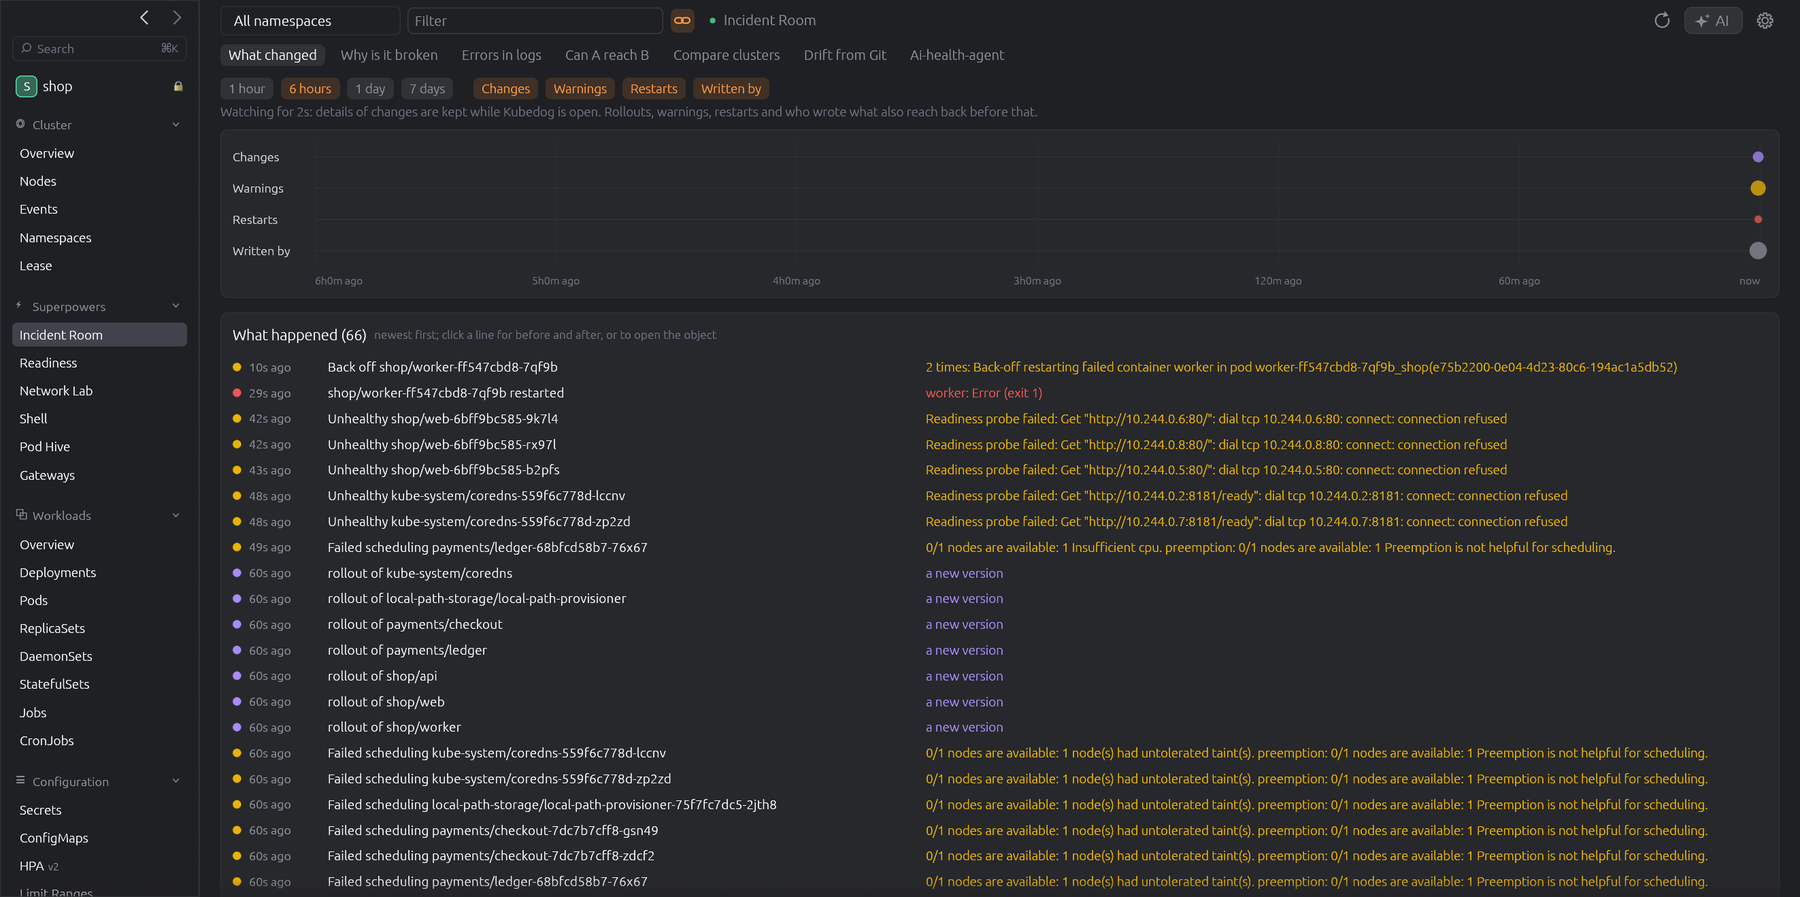 All namespaces
Filter
Incident Room
AI
Search ⌘K
What changed Why is it broken Errors in logs Can A reach B Compare clusters Drift from Git Ai-health-agent
S shop
1 hour 6 hours 1 day 7 days Changes Warnings Restarts Written by
Watching for 2s: details of changes are kept while Kubedog is open. Rollouts, warnings, restarts and who wrote what also reach back before that.
Cluster
Overview
Nodes
Events
Namespaces
Lease
Superpowers
Incident Room
Readiness
Network Lab
Shell
Pod Hive
Gateways
Workloads
Overview
Deployments
Pods
ReplicaSets
DaemonSets
StatefulSets
Jobs
CronJobs
Configuration
Secrets
ConfigMaps
HPA v2
Limit Ranges
Changes
Warnings
Restarts
Written by
6h0m ago 5h0m ago 4h0m ago 3h0m ago 120m ago 60m ago now
What happened (66) newest first; click a line for before and after, or to open the object
10s ago Back off shop/worker-ff547cbd8-7qf9b 2 times: Back-off restarting failed container worker in pod worker-ff547cbd8-7qf9b_shop(e75b2200-0e04-4d23-80c6-194ac1a5db52)
29s ago shop/worker-ff547cbd8-7qf9b restarted worker: Error (exit 1)
42s ago Unhealthy shop/web-6bff9bc585-9k7l4 Readiness probe failed: Get "http://10.244.0.6:80/": dial tcp 10.244.0.6:80: connect: connection refused
42s ago Unhealthy shop/web-6bff9bc585-rx97l Readiness probe failed: Get "http://10.244.0.8:80/": dial tcp 10.244.0.8:80: connect: connection refused
43s ago Unhealthy shop/web-6bff9bc585-b2pfs Readiness probe failed: Get "http://10.244.0.5:80/": dial tcp 10.244.0.5:80: connect: connection refused
48s ago Unhealthy kube-system/coredns-559f6c778d-lccnv Readiness probe failed: Get "http://10.244.0.2:8181/ready": dial tcp 10.244.0.2:8181: connect: connection refused
48s ago Unhealthy kube-system/coredns-559f6c778d-zp2zd Readiness probe failed: Get "http://10.244.0.7:8181/ready": dial tcp 10.244.0.7:8181: connect: connection refused
49s ago Failed scheduling payments/ledger-68bfcd58b7-76x67 0/1 nodes are available: 1 Insufficient cpu. preemption: 0/1 nodes are available: 1 Preemption is not helpful for scheduling.
60s ago rollout of kube-system/coredns a new version
60s ago rollout of local-path-storage/local-path-provisioner a new version
60s ago rollout of payments/checkout a new version
60s ago rollout of payments/ledger a new version
60s ago rollout of shop/api a new version
60s ago rollout of shop/web a new version
60s ago rollout of shop/worker a new version
60s ago Failed scheduling kube-system/coredns-559f6c778d-lccnv 0/1 nodes are available: 1 node(s) had untolerated taint(s). preemption: 0/1 nodes are available: 1 Preemption is not helpful for scheduling.
60s ago Failed scheduling kube-system/coredns-559f6c778d-zp2zd 0/1 nodes are available: 1 node(s) had untolerated taint(s). preemption: 0/1 nodes are available: 1 Preemption is not helpful for scheduling.
60s ago Failed scheduling local-path-storage/local-path-provisioner-75f7fc7dc5-2jth8 0/1 nodes are available: 1 node(s) had untolerated taint(s). preemption: 0/1 nodes are available: 1 Preemption is not helpful for scheduling.
60s ago Failed scheduling payments/checkout-7dc7b7cff8-gsn49 0/1 nodes are available: 1 node(s) had untolerated taint(s). preemption: 0/1 nodes are available: 1 Preemption is not helpful for scheduling.
60s ago Failed scheduling payments/checkout-7dc7b7cff8-zdcf2 0/1 nodes are available: 1 node(s) had untolerated taint(s). preemption: 0/1 nodes are available: 1 Preemption is not helpful for scheduling.
60s ago Failed scheduling payments/ledger-68bfcd58b7-76x67 0/1 nodes are available: 1 node(s) had untolerated taint(s). preemption: 0/1 nodes are available: 1 Preemption is not helpful for scheduling.